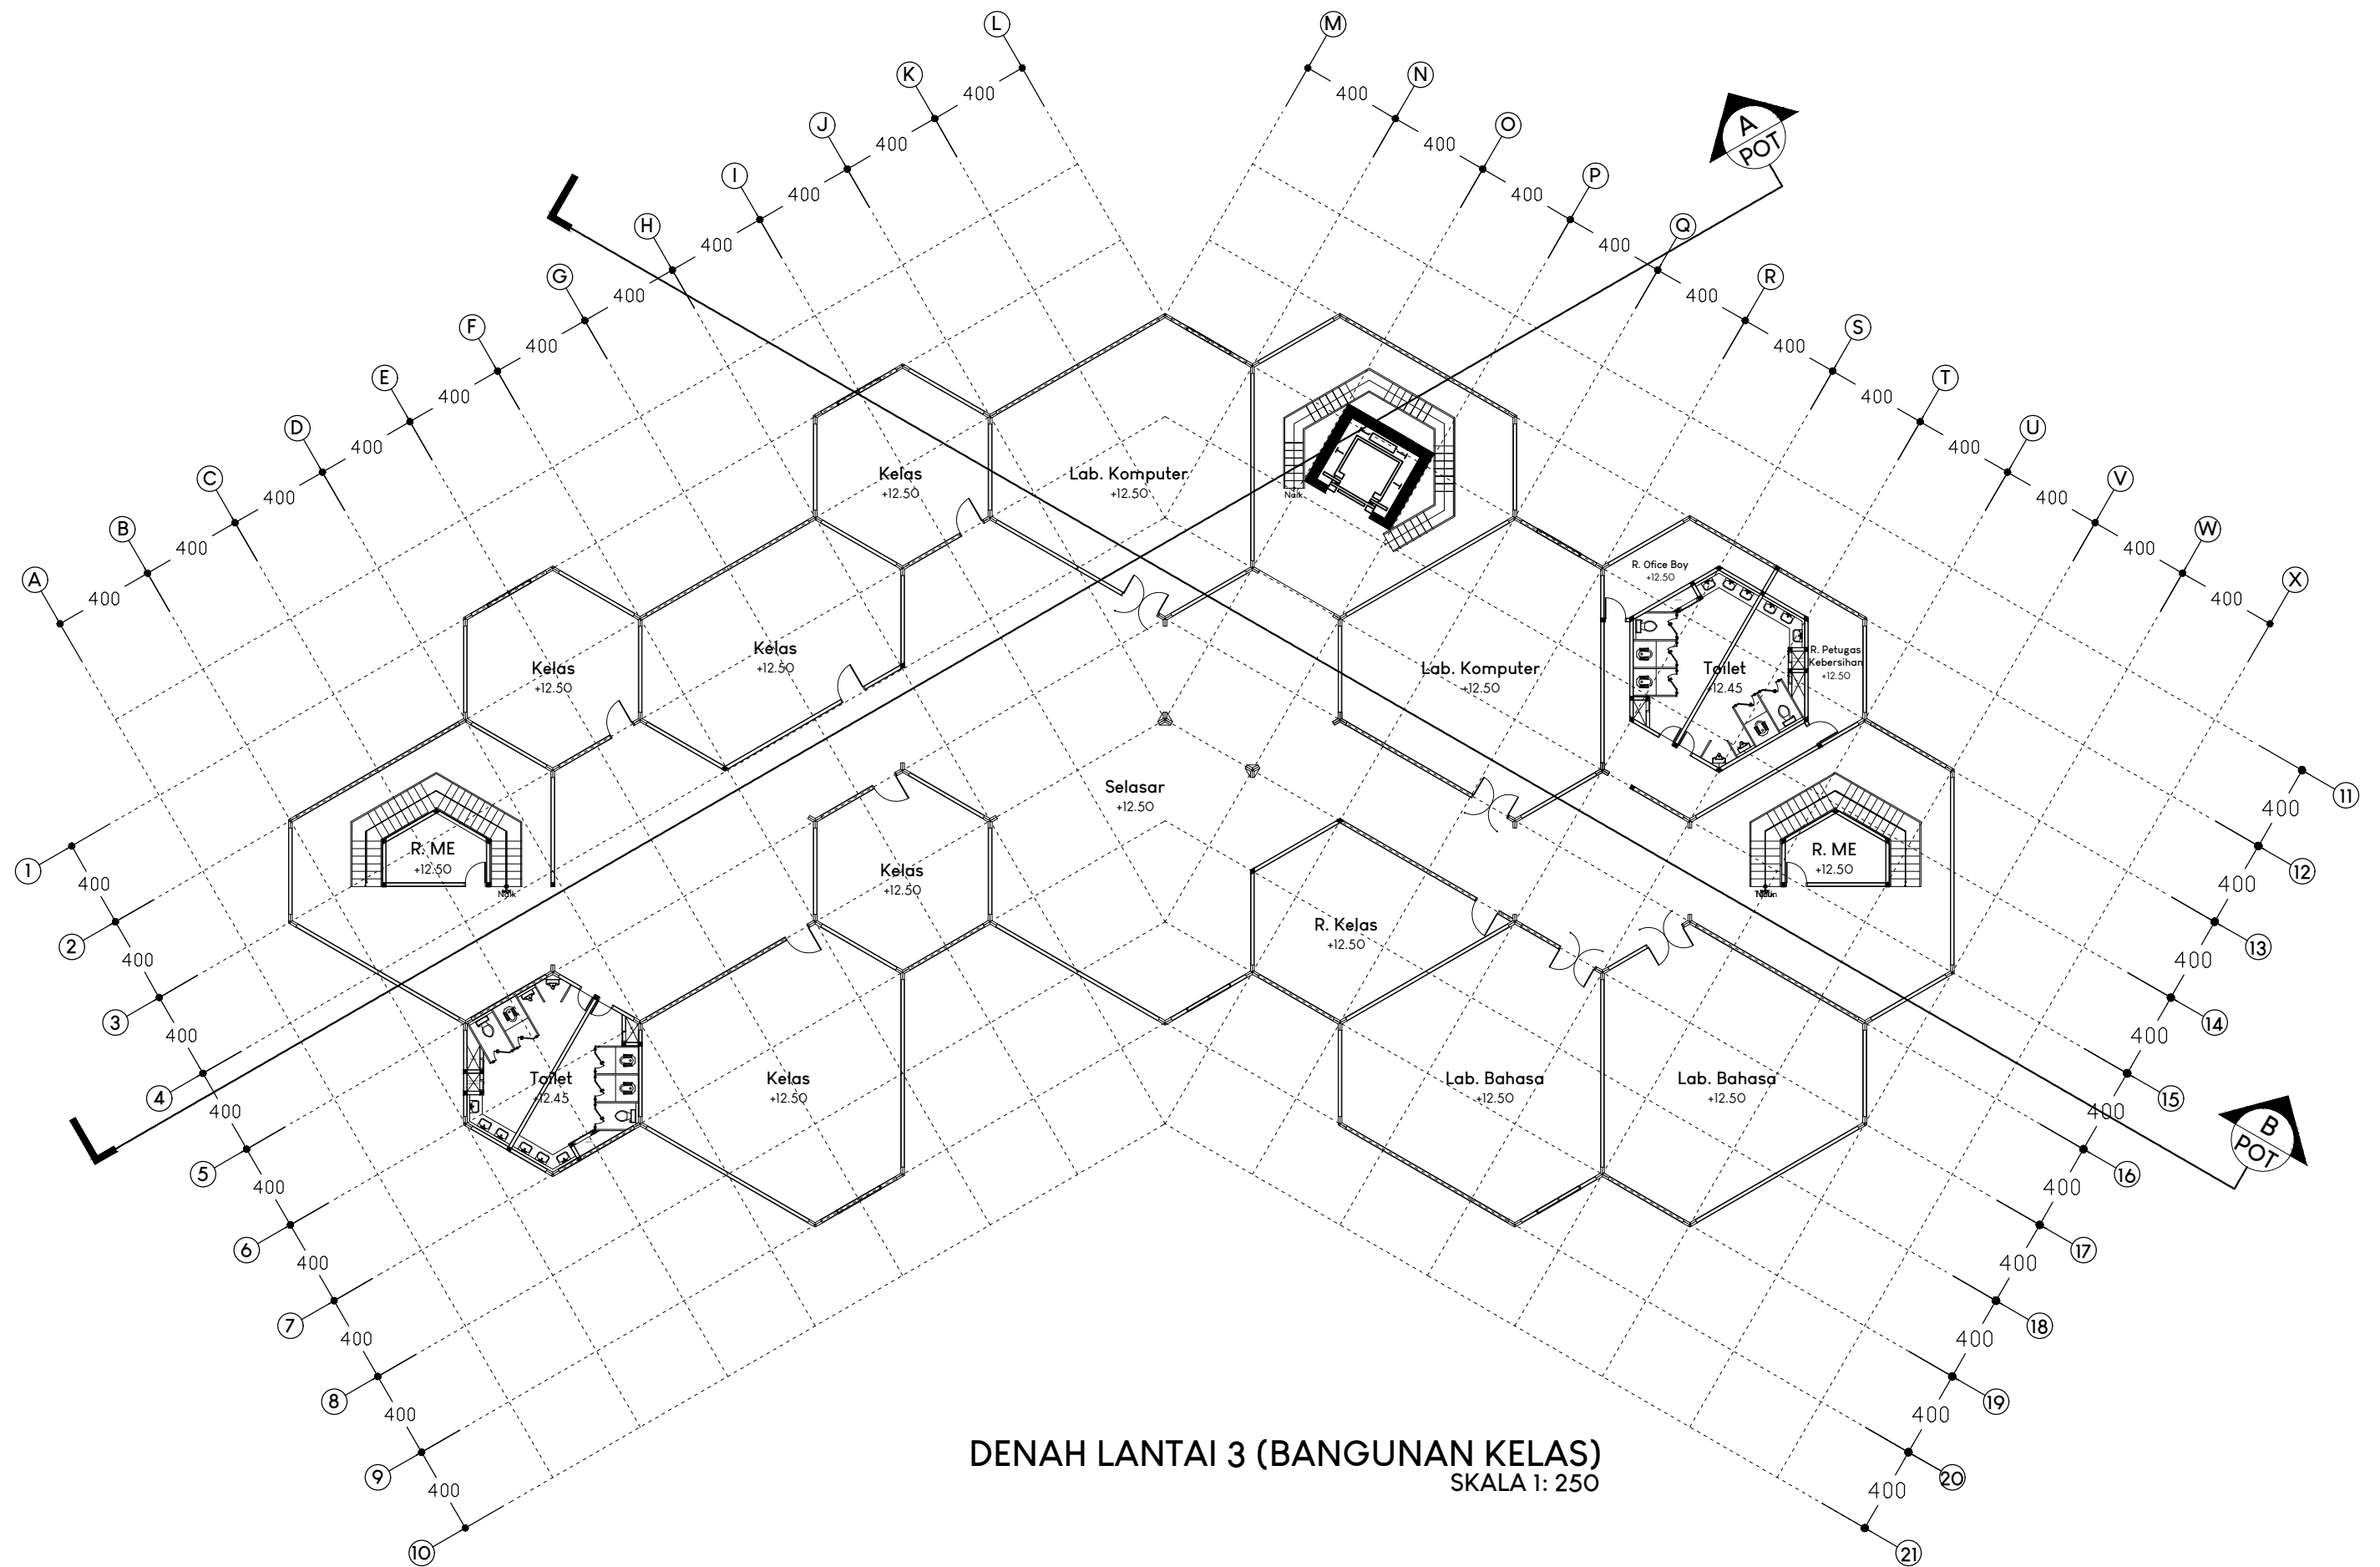 L
M
K
400
400
N
J
400
400
O
A
POT
I
400
400
P
H
400
400
Q
G
400
400
R
F
400
400
S
E
400
400
T
D
400
400
U
C
400
400
V
B
400
400
W
A
400
400
X
Kelas
+12.50
Lab. Komputer
+12.50
Naik
R. Ofice Boy
+12.50
Kelas
+12.50
Kelas
+12.50
Lab. Komputer
+12.50
Toilet
+12.45
R. Petugas
Kebersihan
+12.50
Selasar
+12.50
11
400
R. ME
+12.50
Naik
Kelas
+12.50
R. ME
+12.50
12
1
400
400
R. Kelas
+12.50
2
13
400
400
3
14
400
400
Toilet
+12.45
Kelas
+12.50
Lab. Bahasa
+12.50
Lab. Bahasa
+12.50
4
15
400
400
B
POT
5
16
400
400
6
17
400
400
7
18
400
400
8
19
400
400
DENAH LANTAI 3 (BANGUNAN KELAS)
SKALA 1: 250
9
20
400
400
10
21